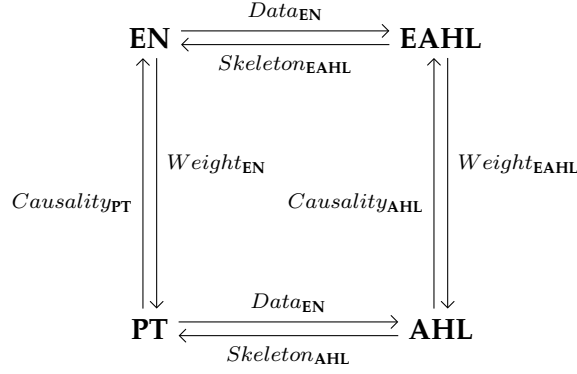 Data_EN
EN EAHL
Skeleton_EAHL
Weight_EN Weight_EAHL
Causality_PT Causality_AHL
Data_EN
PT AHL
Skeleton_AHL